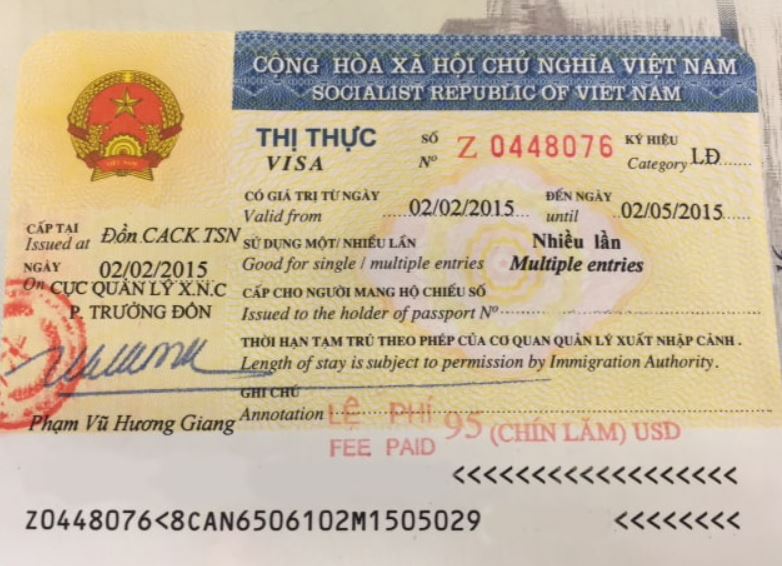 CỘNG HÒA XÃ HỘI CHỦ NGHĨA VIỆT NAM
SOCIALIST REPUBLIC OF VIET NAM
VIỆT NAM
THỊ THỰC SỐ Z 0448076 KÝ HIỆU
VISA Nº Category LĐ
CÓ GIÁ TRỊ TỪ NGÀY 02/02/2015 ĐẾN NGÀY 02/05/2015
Valid from until
CẤP TẠI Đồn.CACK.TSN
Issued at
SỬ DỤNG MỘT/ NHIỀU LẦN Nhiều lần
Good for single / multiple entries Multiple entries
NGÀY 02/02/2015
On CỤC QUẢN LÝ X.N.C
P. TRƯỞNG ĐỒN
CẤP CHO NGƯỜI MANG HỘ CHIẾU SỐ
Issued to the holder of passport Nº
THỜI HẠN TẠM TRÚ THEO PHÉP CỦA CƠ QUAN QUẢN LÝ XUẤT NHẬP CẢNH .
Length of stay is subject to permission by Immigration Authority.
GHI CHÚ
Annotation LỆ PHÍ 95 (CHÍN LĂM) USD
FEE PAID
Phạm Vũ Hương Giang
<<<<<<<<<<<<<<<<<<
Z0448076<8CAN6506102M1505029 <<<<<<<<